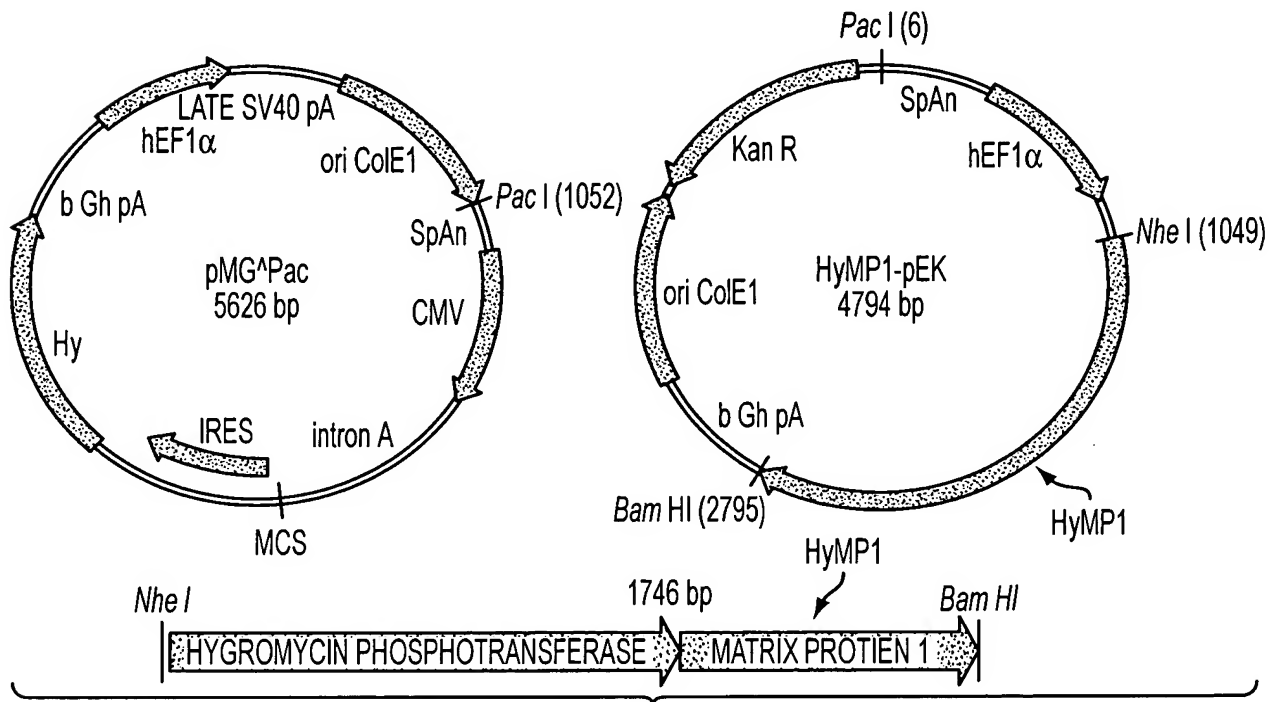 LATE SV40 pA
hEF1α
ori ColE1
b Gh pA
Pac I (1052)
SpAn
pMG^Pac
5626 bp
CMV
Hy
IRES
intron A
MCS
Pac I (6)
SpAn
Kan R
hEF1α
Nhe I (1049)
HyMP1-pEK
4794 bp
ori ColE1
b Gh pA
Bam HI (2795)
HyMP1
HyMP1
1746 bp
Nhe I
Bam HI
HYGROMYCIN PHOSPHOTRANSFERASE
MATRIX PROTIEN 1